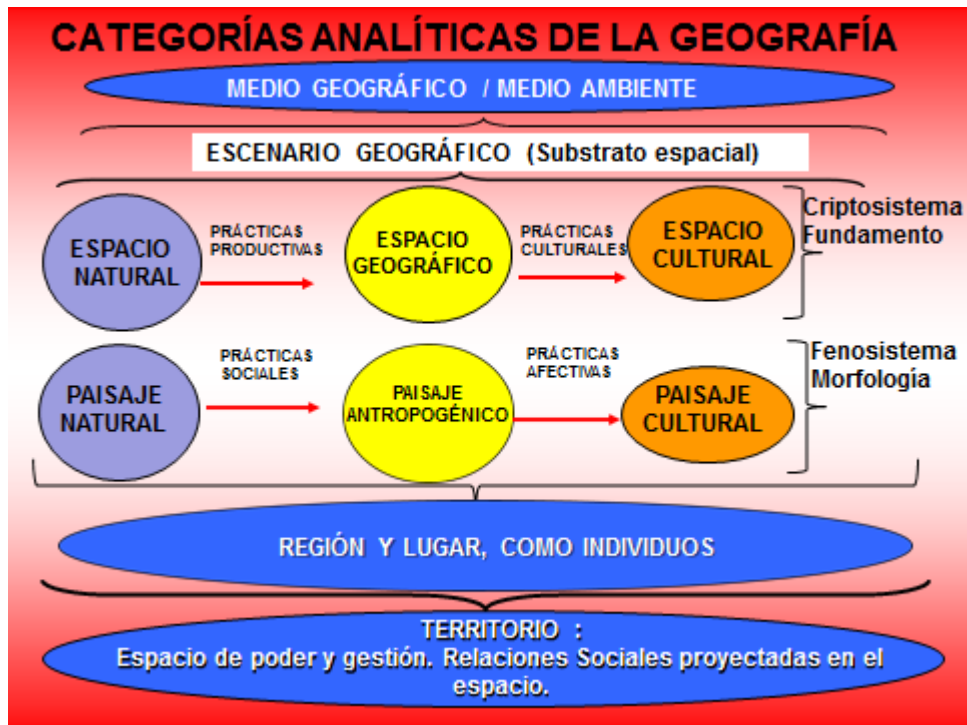 CATEGORÍAS ANALÍTICAS DE LA GEOGRAFÍA
MEDIO GEOGRÁFICO / MEDIO AMBIENTE
ESCENARIO GEOGRÁFICO (Substrato espacial)
ESPACIO
NATURAL
PRÁCTICAS
PRODUCTIVAS
ESPACIO
GEOGRÁFICO
PRÁCTICAS
CULTURALES
ESPACIO
CULTURAL
Criptosistema
Fundamento
PAISAJE
NATURAL
PRÁCTICAS
SOCIALES
PAISAJE
ANTROPOGÉNICO
PRÁCTICAS
AFECTIVAS
PAISAJE
CULTURAL
Fenosistema
Morfología
REGIÓN Y LUGAR, COMO INDIVIDUOS
TERRITORIO :
Espacio de poder y gestión. Relaciones Sociales proyectadas en el
espacio.